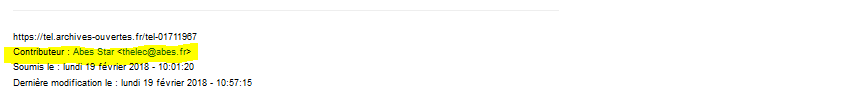 https://tel.archives-ouvertes.fr/tel-01711967
Contributeur : Abes Star <thelec@abes.fr>
Soumis le : lundi 19 février 2018 - 10:01:20
Dernière modification le : lundi 19 février 2018 - 10:57:15